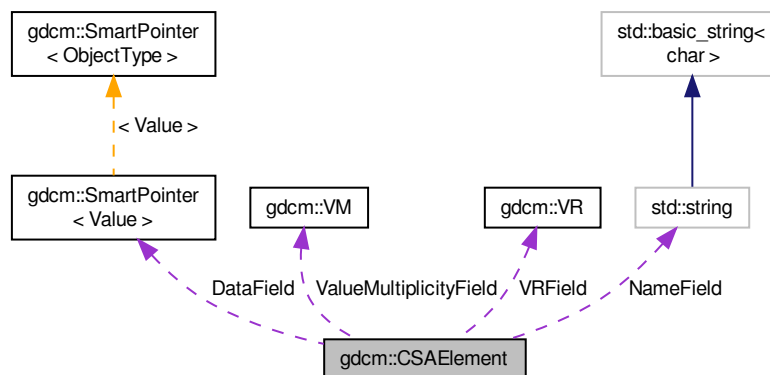 gdcm::SmartPointer
< ObjectType >
std::basic_string<
char >
< Value >
gdcm::SmartPointer
< Value >
gdcm::VM
gdcm::VR
std::string
DataField
ValueMultiplicityField
VRField
NameField
gdcm::CSAElement